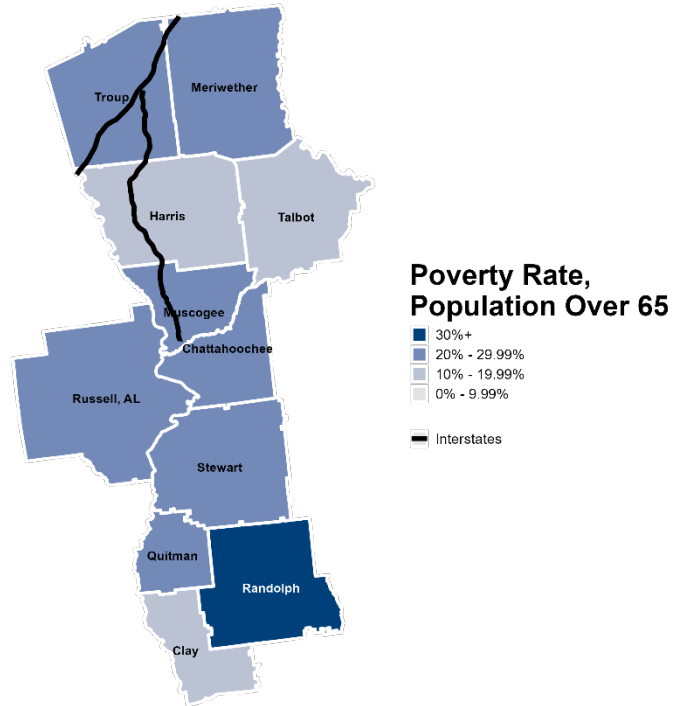 Meriwether
Troup
Harris
Talbot
Poverty Rate,
Population Over 65
30%+
20% - 29.99%
10% - 19.99%
0% - 9.99%
Interstates
Muscogee
Chattahoochee
Russell, AL
Stewart
Quitman
Randolph
Clay